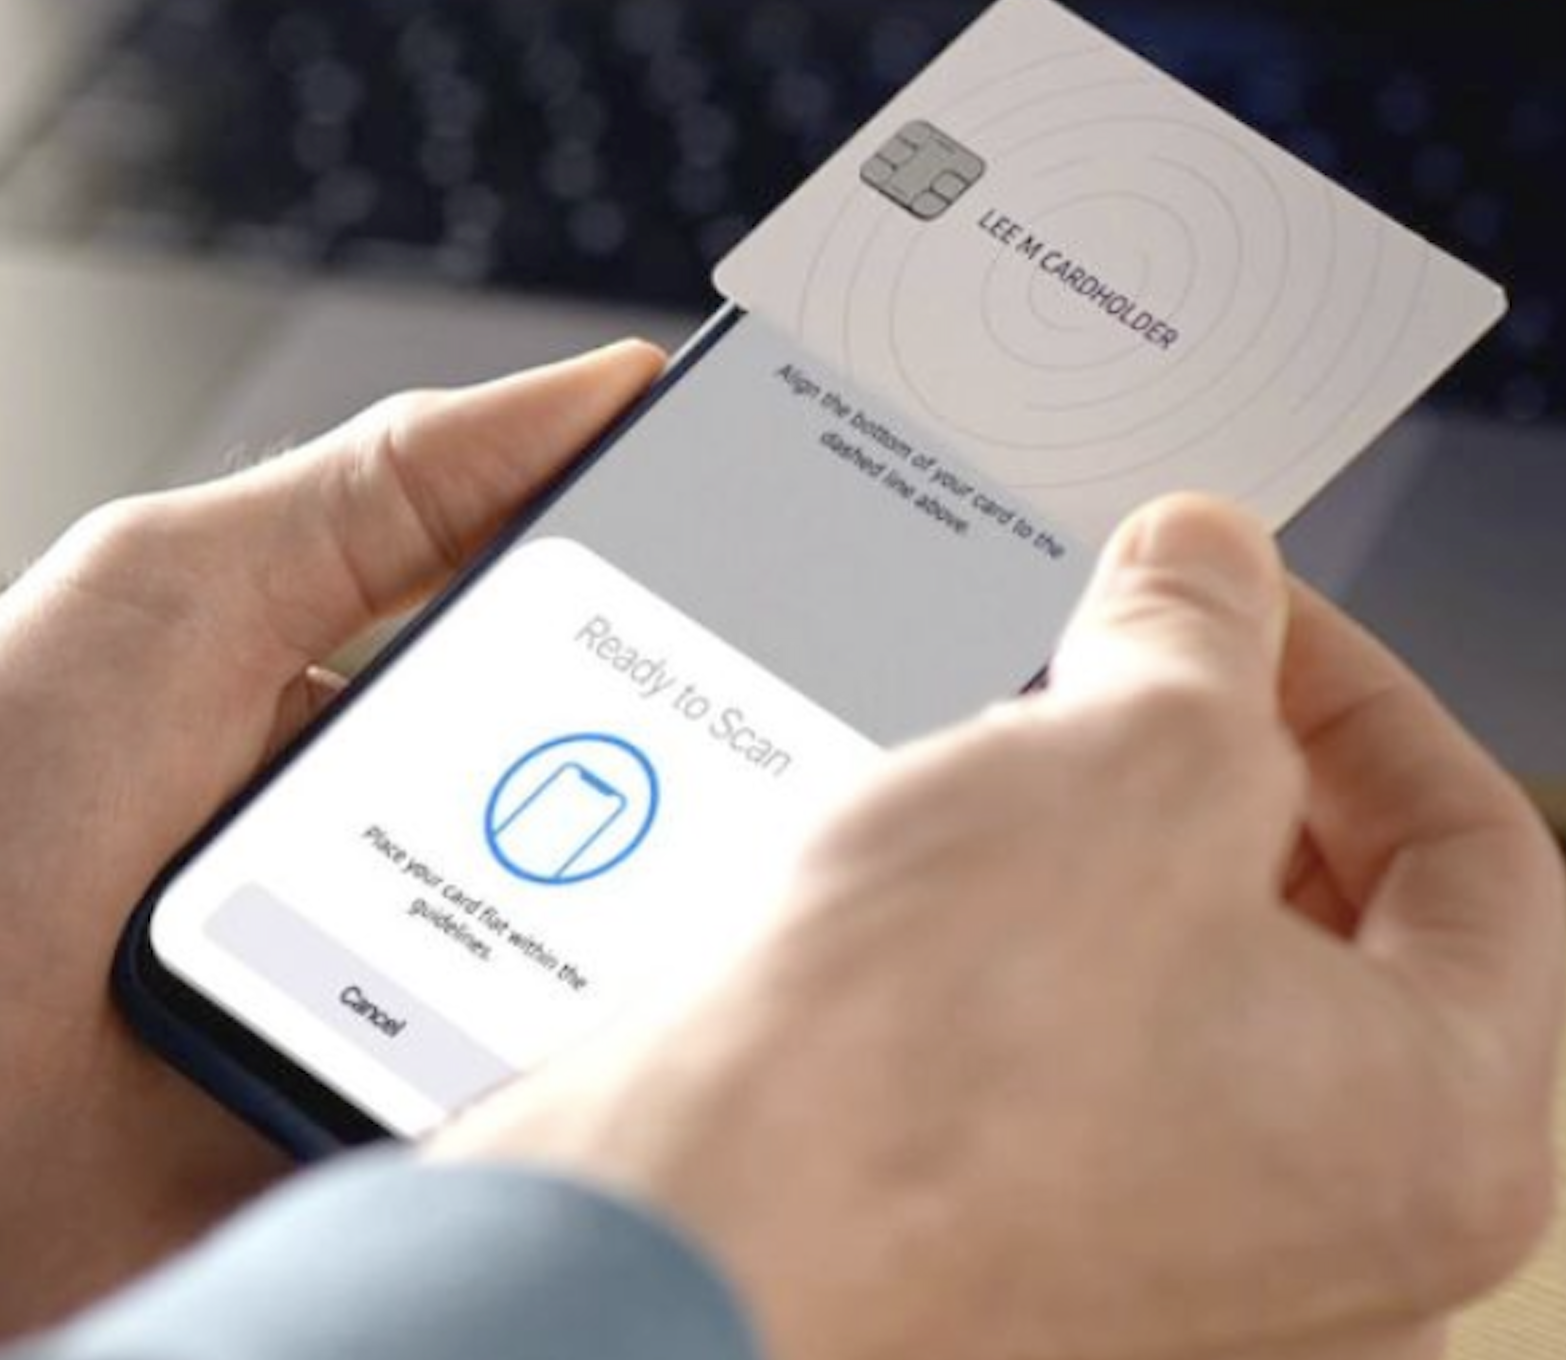 LEE M CARDHOLDER
Align the bottom of your card to the
dashed line above.
Ready to Scan
Place your card flat within the
guidelines.
Cancel